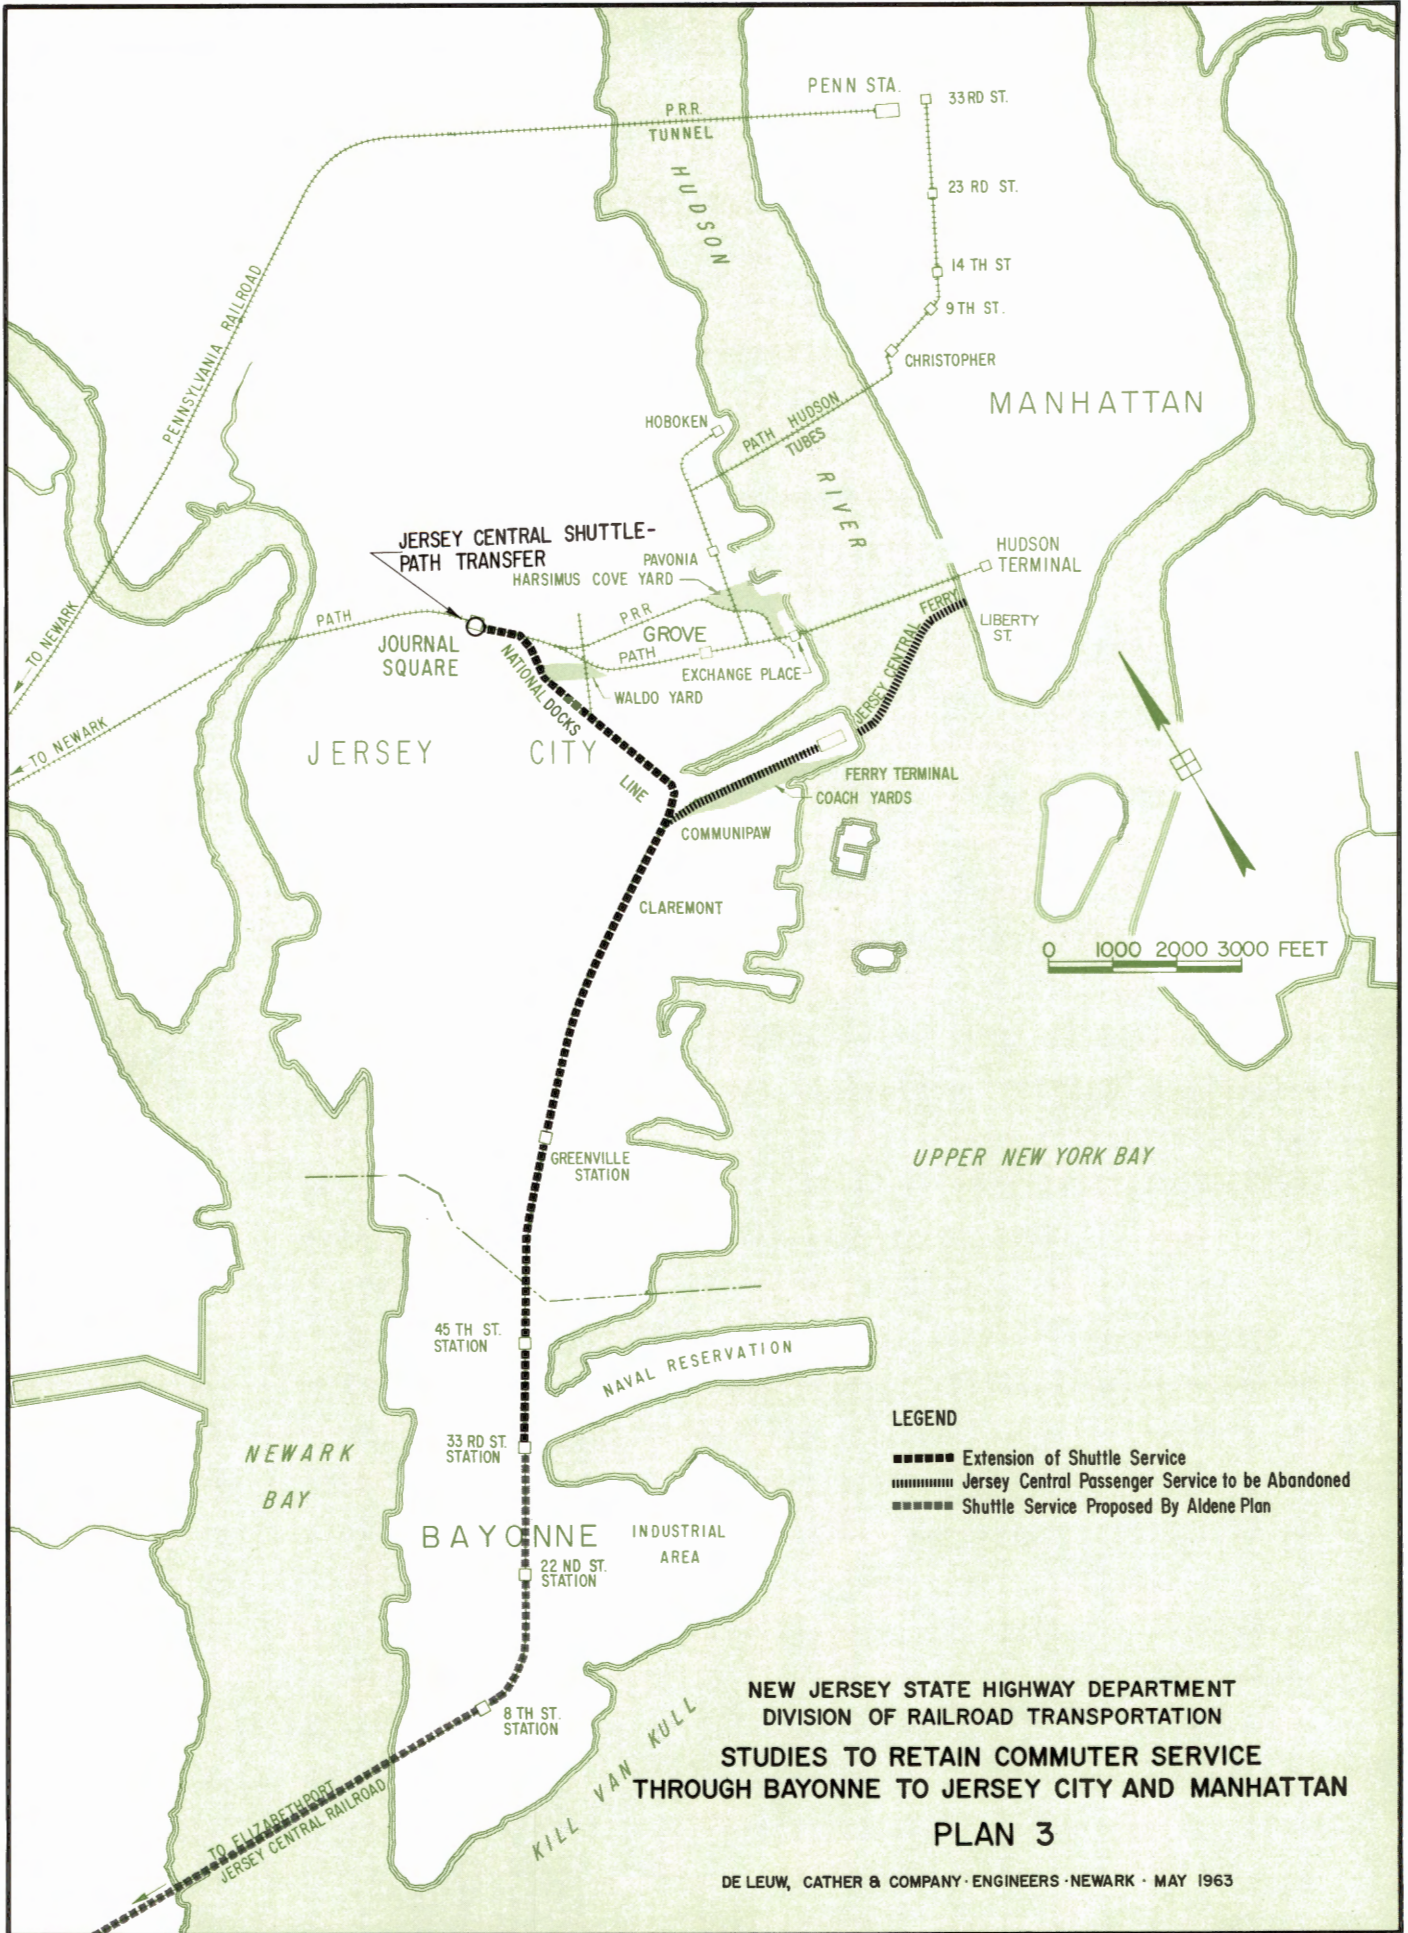 PENN STA.
33RD ST.
P.R.R.
TUNNEL
HUDSON
23 RD ST.
14 TH ST
9 TH ST.
CHRISTOPHER
PENNSYLVANIA RAILROAD
MANHATTAN
HOBOKEN
PATH HUDSON
TUBES
RIVER
JERSEY CENTRAL SHUTTLE-
PATH TRANSFER
PAVONIA
HARSIMUS COVE YARD
HUDSON
TERMINAL
PATH
P.R.R
GROVE
FERRY
LIBERTY
ST.
TO NEWARK
JOURNAL
SQUARE
PATH
EXCHANGE PLACE
NATIONAL DOCKS
WALDO YARD
JERSEY CENTRAL
TO NEWARK
JERSEY CITY
LINE
FERRY TERMINAL
COACH YARDS
COMMUNIPAW
CLAREMONT
0 1000 2000 3000 FEET
GREENVILLE
STATION
UPPER NEW YORK BAY
45 TH ST.
STATION
NAVAL RESERVATION
LEGEND
33 RD ST.
STATION
Extension of Shuttle Service
Jersey Central Passenger Service to be Abandoned
Shuttle Service Proposed By Aldene Plan
NEWARK
BAY
BAYONNE
INDUSTRIAL
AREA
22 ND ST.
STATION
8 TH ST.
STATION
KILL VAN KULL
TO ELIZABETHPORT
JERSEY CENTRAL RAILROAD
NEW JERSEY STATE HIGHWAY DEPARTMENT
DIVISION OF RAILROAD TRANSPORTATION
STUDIES TO RETAIN COMMUTER SERVICE
THROUGH BAYONNE TO JERSEY CITY AND MANHATTAN
PLAN 3
DE LEUW, CATHER & COMPANY · ENGINEERS · NEWARK · MAY 1963